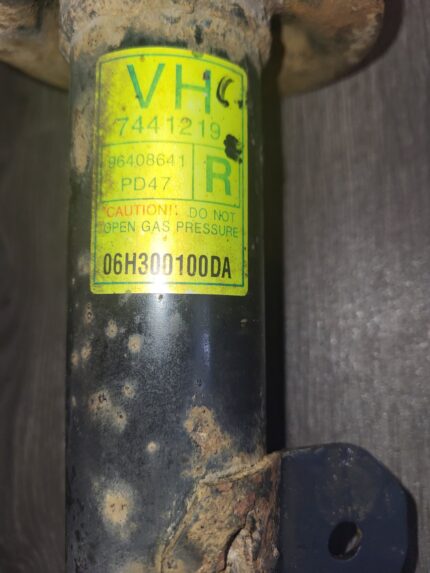 VH
7441219
96408641
PD47
R
"CAUTION!! DO NOT
OPEN GAS PRESSURE
06H300100DA